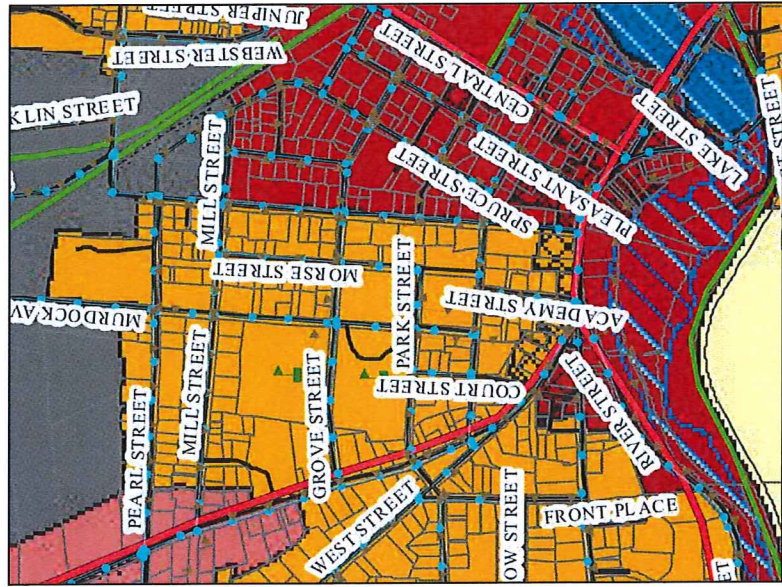 JUNIPER STREET
WEBSTER STREET
KLIN STREET
CENTRAL STREET
MILL STREET
PLEASANT STREET
LAKE STREET
STREET
SPRUCE STREET
MORSE STREET
MURDOCK AV
PARK STREET
ACADEMY STREET
MILL STREET
COURT STREET
PEARL STREET
GROVE STREET
RIVER STREET
WEST STREET
OW STREET
FRONT PLACE
ET